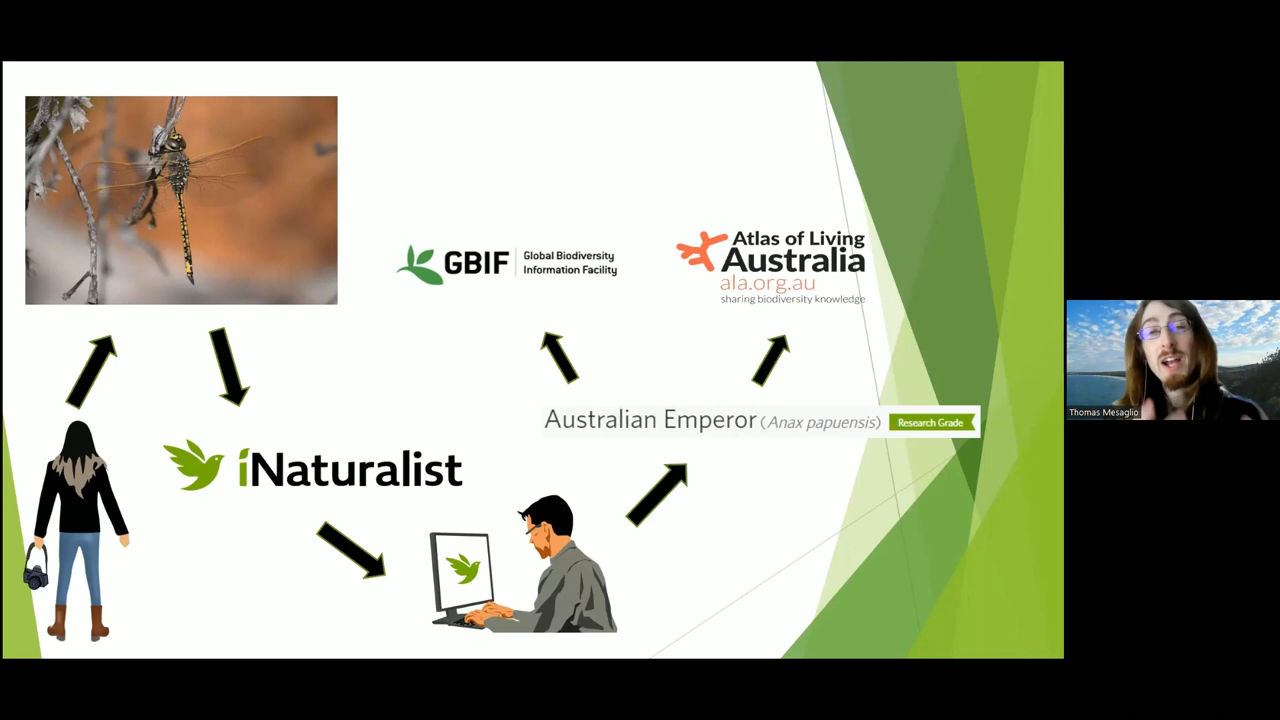 GBIF
Global Biodiversity
Information Facility
Atlas of Living
Australia
ala.org.au
sharing biodiversity knowledge
Australian Emperor (Anax papuensis) Research Grade
iNaturalist
Thomas Mesaglio